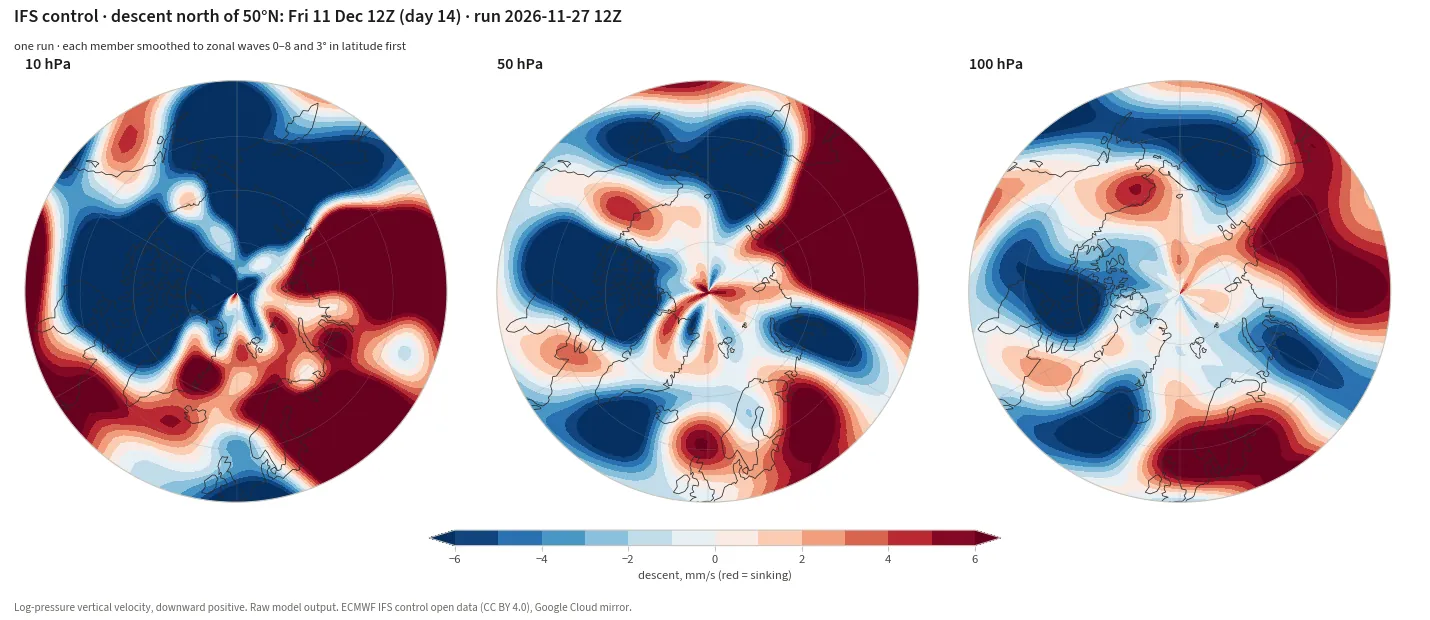 IFS control · descent north of 50°N: Fri 11 Dec 12Z (day 14) · run 2026-11-27 12Z
one run · each member smoothed to zonal waves 0–8 and 3° in latitude first
10 hPa
50 hPa
100 hPa
−6
−4
−2
0
2
4
6
descent, mm/s (red = sinking)
Log-pressure vertical velocity, downward positive. Raw model output. ECMWF IFS control open data (CC BY 4.0), Google Cloud mirror.